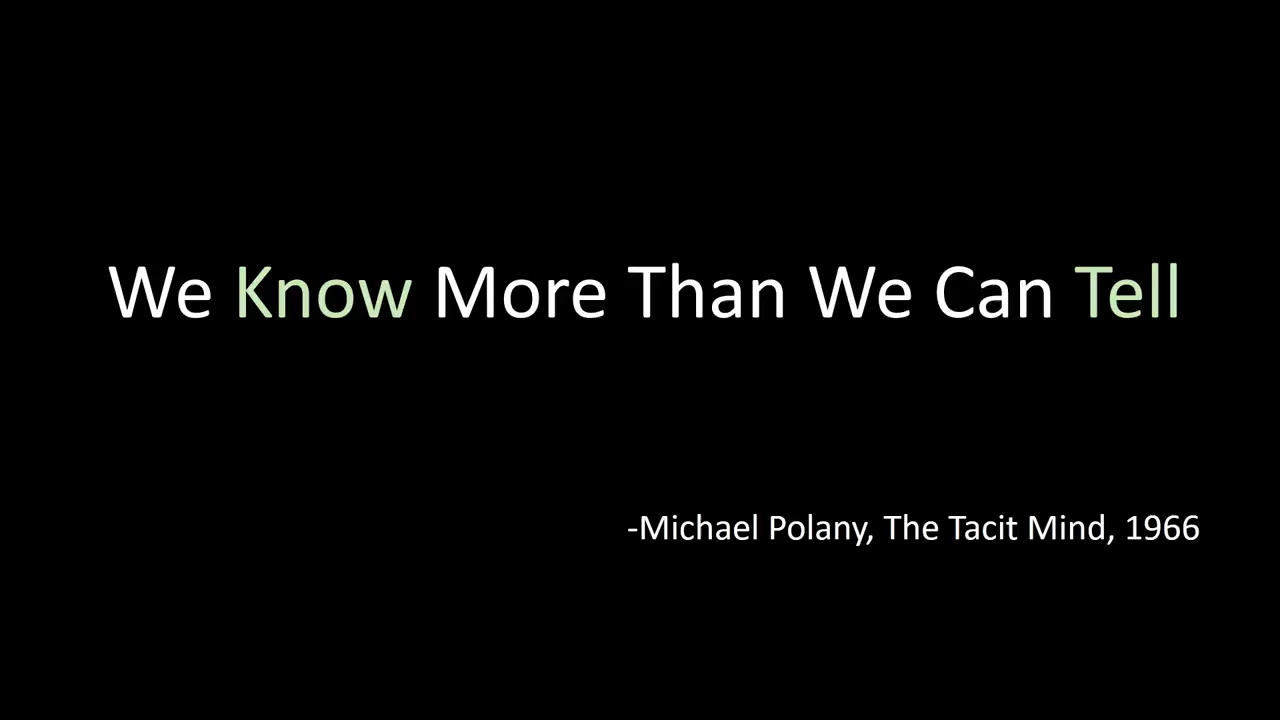 We Know More Than We Can Tell
-Michael Polany, The Tacit Mind, 1966